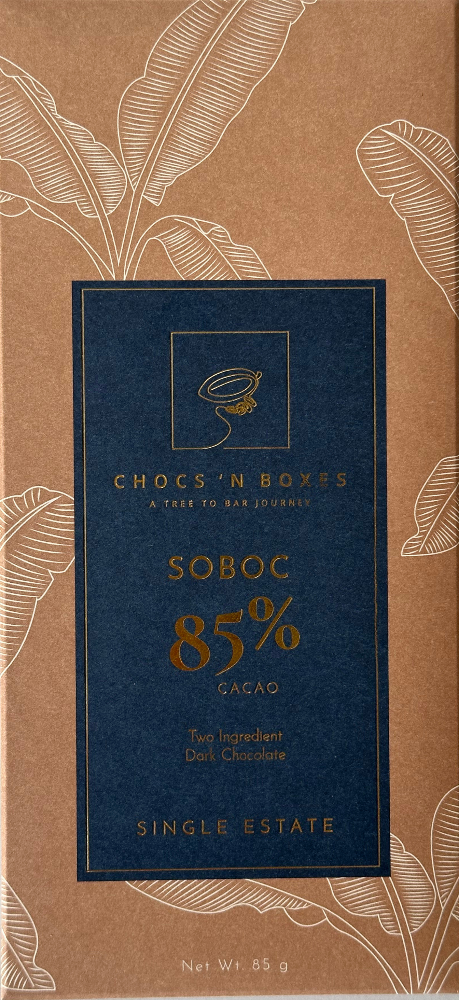 CHOCS 'N BOXES
A TREE TO BAR JOURNEY
SOBOC
85%
CACAO
Two Ingredient
Dark Chocolate
SINGLE ESTATE
Net Wt. 85 g